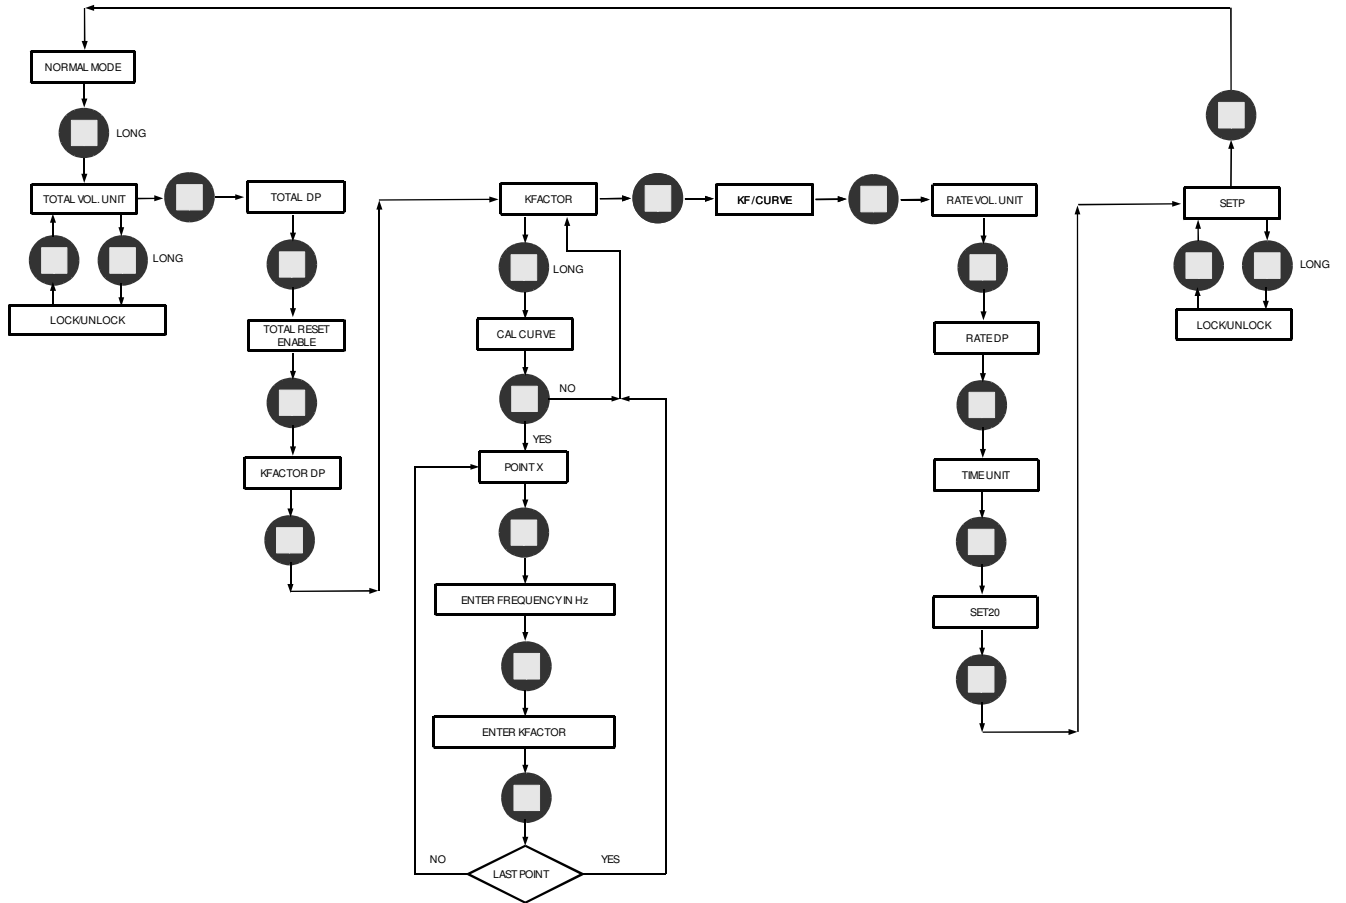 NORMAL MODE
LONG
TOTAL VOL. UNIT
LONG
LOCK/UNLOCK
TOTAL DP
TOTAL RESET
ENABLE
KFACTOR DP
KFACTOR
LONG
CAL CURVE
NO
YES
POINT X
ENTER FREQUENCY IN Hz
ENTER KFACTOR
NO
LAST POINT
YES
KF/CURVE
RATE VOL. UNIT
RATE DP
TIME UNIT
SET20
SETP
LONG
LOCK/UNLOCK